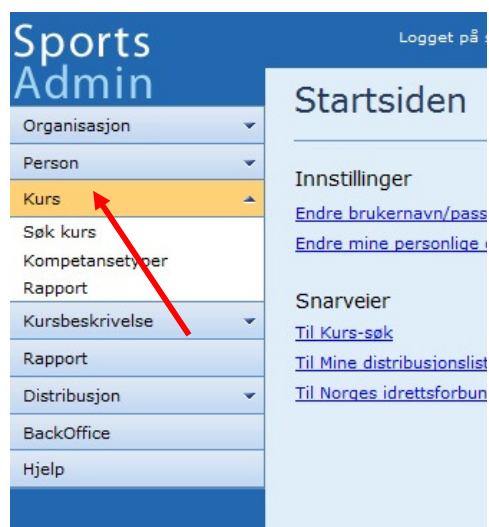 Sports
Admin
Organisasjon
Person
Kurs
Søk kurs
Kompetansetyper
Rapport
Kursbeskrivelse
Rapport
Distribusjon
BackOffice
Hjelp
Logget på
Startsiden
Innstillinger
Endre brukernavn/pass
Endre mine personlige
Snarveier
Til Kurs-søk
Til Mine distribusjonslist
Til Norges idrettsforbun